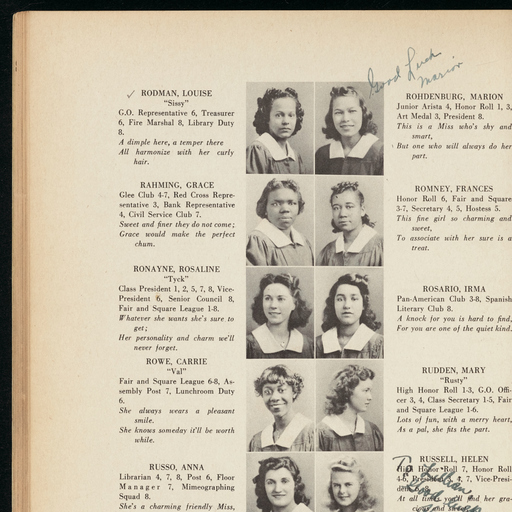 Good Luck
Marion
RODMAN, LOUISE
"Sissy"
G.O. Representative 6, Treasurer
6, Fire Marshal 8, Library Duty
8.
A dimple here, a temper there
All harmonize with her curly
hair.
RAHMING, GRACE
Glee Club 4-7, Red Cross Repre-
sentative 3, Bank Representative
4, Civil Service Club 7.
Sweet and finer they do not come;
Grace would make the perfect
chum.
RONAYNE, ROSALINE
"Tyck"
Class President 1, 2, 5, 7, 8, Vice-
President 6, Senior Council 8,
Fair and Square League 1-8.
Whatever she wants she's sure to
get;
Her personality and charm we'll
never forget.
ROWE, CARRIE
"Val"
Fair and Square League 6-8, As-
sembly Post 7, Lunchroom Duty
6.
She always wears a pleasant
smile.
She knows someday it'll be worth
while.
RUSSO, ANNA
Librarian 4, 7, 8, Post 6, Floor
Manager 7, Mimeographing
Squad 8.
She's a charming friendly Miss,
ROHDENBURG, MARION
Junior Arista 4, Honor Roll 1, 3,
Art Medal 3, President 8.
This is a Miss who's shy and
smart,
But one who will always do her
part.
ROMNEY, FRANCES
Honor Roll 6, Fair and Square
3-7, Secretary 4, 5, Hostess 5.
This fine girl so charming and
sweet,
To associate with her sure is a
treat.
ROSARIO, IRMA
Pan-American Club 3-8, Spanish
Literary Club 8.
A knock for you is hard to find,
For you are one of the quiet kind.
RUDDEN, MARY
"Rusty"
High Honor Roll 1-3, G.O. Offi-
cer 3, 4, Class Secretary 1-5, Fair
and Square League 1-6.
Lots of fun, with a merry heart,
As a pal, she fits the part.
RUSSELL, HELEN
High Honor Roll 7, Honor Roll
4-6, President 4, 7, Vice-Presi-
To Lillian
At all times you'll find her gra-
cious and